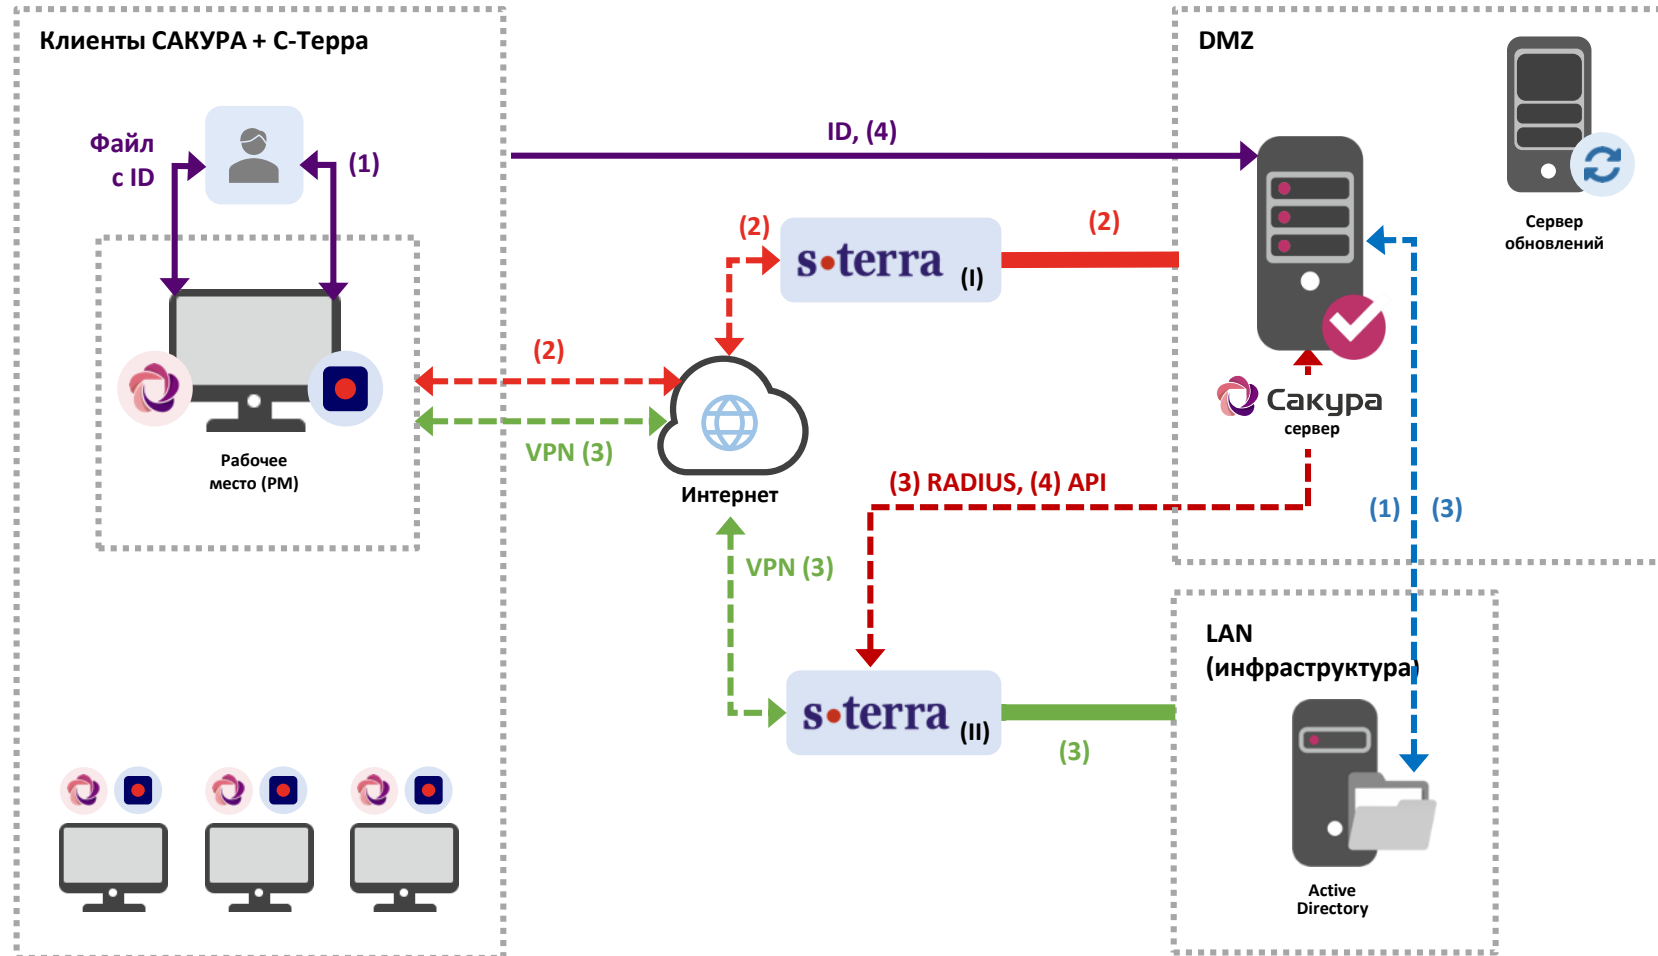 Клиенты САКУРА + С-Терра
Файл
с ID
(1)
Рабочее
место (РМ)
ID, (4)
(2)
s•terra
(I)
(2)
(2)
VPN (3)
Интернет
(3) RADIUS, (4) API
VPN (3)
s•terra
(II)
(3)
DMZ
Сервер
обновлений
Сакура
сервер
(1)
(3)
LAN
(инфраструктура)
Active
Directory